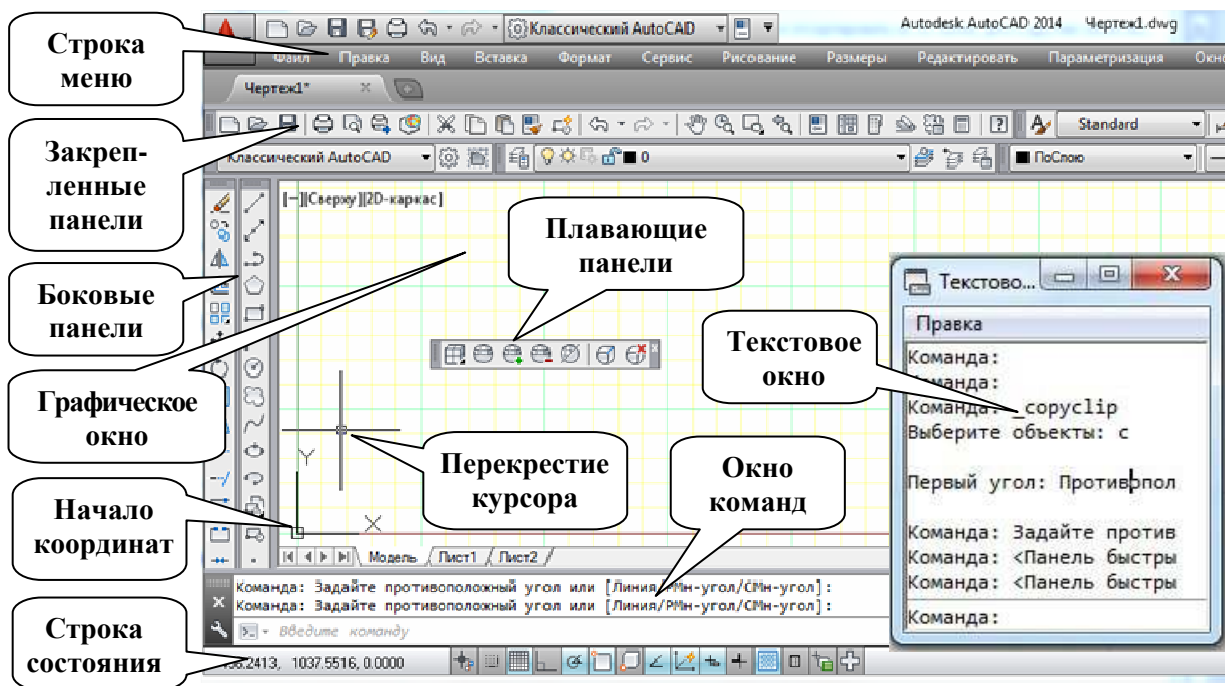 Классический AutoCAD
Autodesk AutoCAD 2014 Чертеж1.dwg
Файл Правка Вид Вставка Формат Сервис Рисование Размеры Редактировать Параметризация Окно
Строка
меню
Чертеж1*
Standard
Классический AutoCAD
0
ПоСлою
Закреп-
ленные
панели
[−][Сверху][2D-каркас]
Плавающие
панели
Боковые
панели
Графическое
окно
Перекрестие
курсора
Окно
команд
Текстовое
окно
Начало
координат
Y
X
Строка
состояния
Модель Лист1 Лист2
Команда: Задайте противоположный угол или [Линия/РМн-угол/СМн-угол]:
Команда: Задайте противоположный угол или [Линия/РМн-угол/СМн-угол]:
Введите команду
2413, 1037.5516, 0.0000
Текстово...
Правка
Команда:
Команда:
Команда: _copyclip
Выберите объекты: с
Первый угол: Противопол
Команда: Задайте против
Команда: <Панель быстры
Команда: <Панель быстры
Команда: